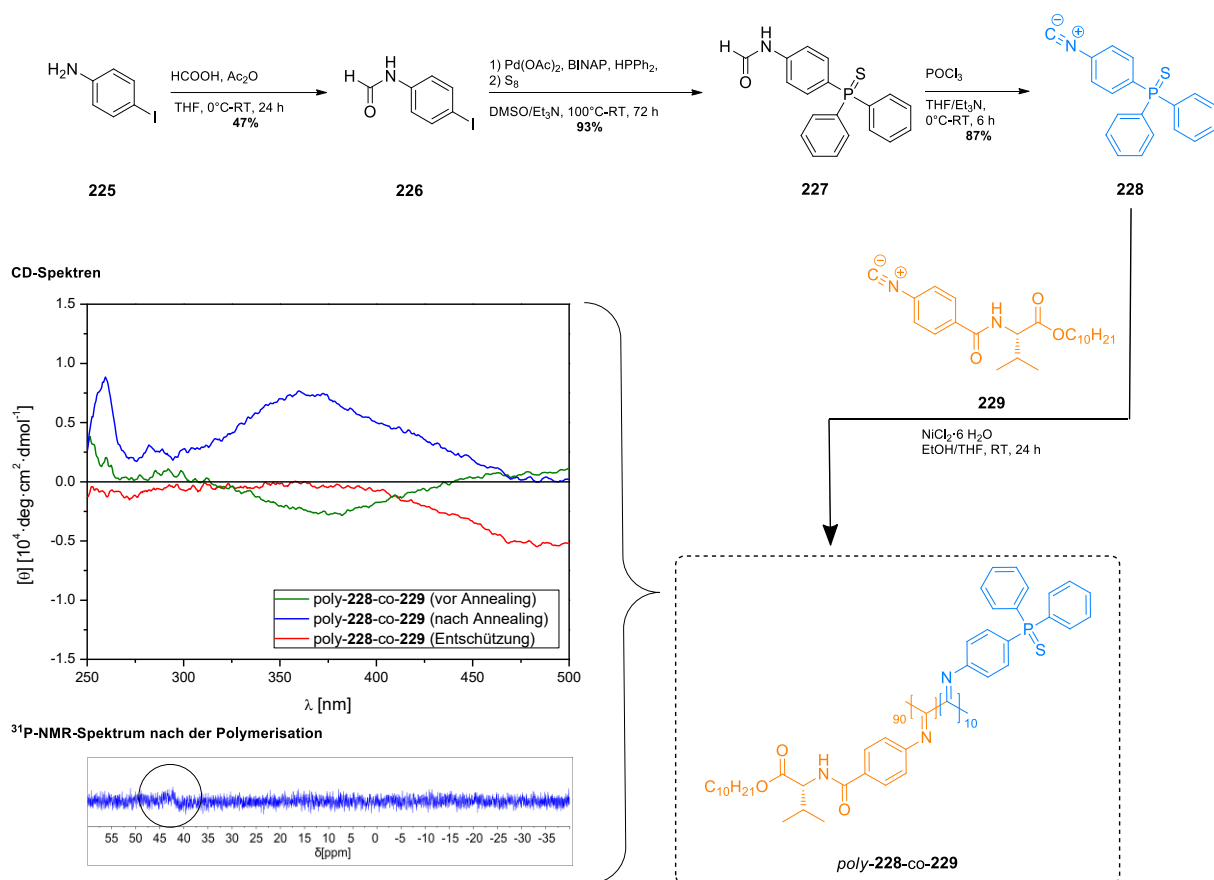 H₂N
I
225
HCOOH, Ac₂O
THF, 0°C-RT, 24 h
47%
H
O
H
N
I
226
1) Pd(OAc)₂, BINAP, HPPh₂,
2) S₈
DMSO/Et₃N, 100°C-RT, 72 h
93%
H
O
H
N
P
S
227
POCl₃
THF/Et₃N,
0°C-RT, 6 h
87%
C≡N
⊖ ⊕
P
S
228
C≡N
⊖ ⊕
O
H
N
O
OC₁₀H₂₁
229
NiCl₂·6 H₂O
EtOH/THF, RT, 24 h
CD-Spektren
[θ] [10⁴·deg·cm²·dmol⁻¹]
1.5
1.0
0.5
0.0
-0.5
-1.0
-1.5
poly-228-co-229 (vor Annealing)
poly-228-co-229 (nach Annealing)
poly-228-co-229 (Entschützung)
250 300 350 400 450 500
λ [nm]
³¹P-NMR-Spektrum nach der Polymerisation
55 50 45 40 35 30 25 20 15 10 5 0 -5 -10 -15 -20 -25 -30 -35
δ[ppm]
P
S
N
90
10
N
O
H
N
C₁₀H₂₁O
O
poly-228-co-229